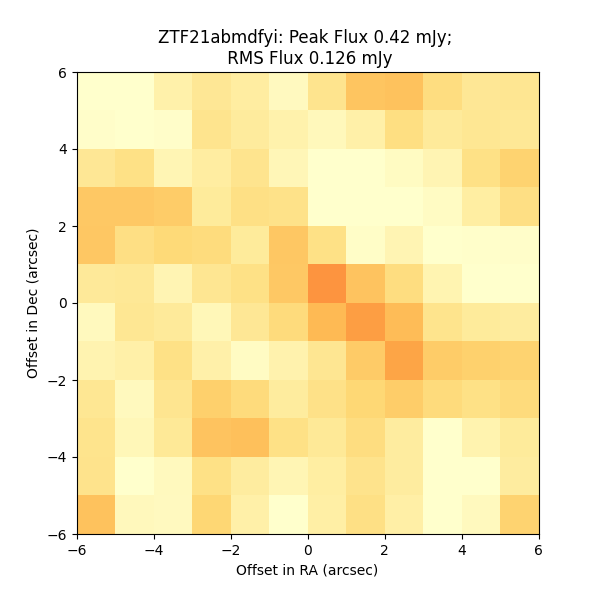 ZTF21abmdfyi: Peak Flux 0.42 mJy;
RMS Flux 0.126 mJy
6
4
2
0
−2
−4
−6
Offset in Dec (arcsec)
−6 −4 −2 0 2 4 6
Offset in RA (arcsec)